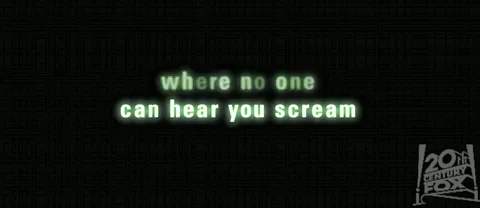 where no one
can hear you scream
20th
CENTURY
FOX